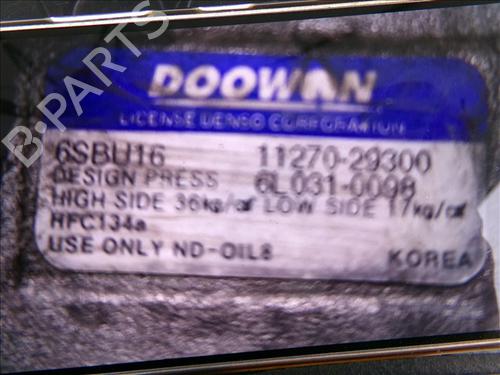 DOOWON
LICENSE DENSO CORPORATION
6SBU16 11270-29300
DESIGN PRESS 6L031-0098
HIGH SIDE 36kg/cm² LOW SIDE 17kg/cm²
HFC134a
USE ONLY ND-OIL8
KOREA
B-PARTS